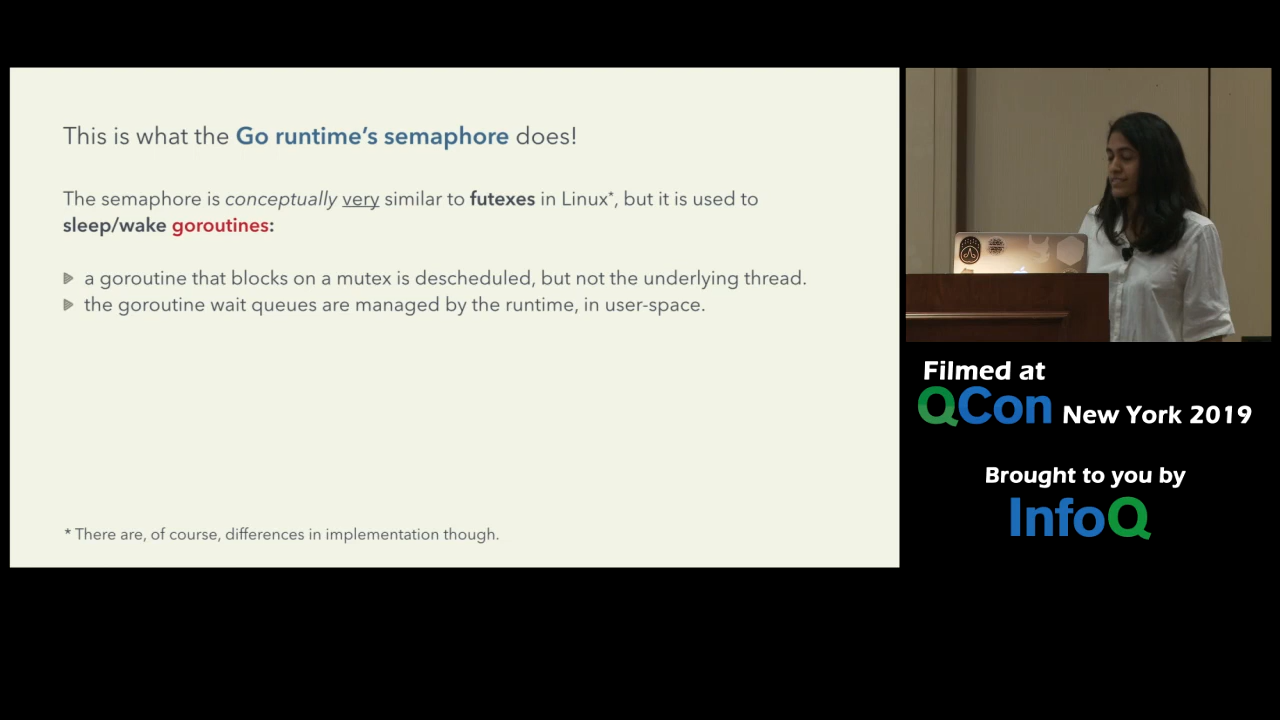 This is what the Go runtime's semaphore does!
The semaphore is conceptually very similar to futexes in Linux*, but it is used to
sleep/wake goroutines:
a goroutine that blocks on a mutex is descheduled, but not the underlying thread.
the goroutine wait queues are managed by the runtime, in user-space.
* There are, of course, differences in implementation though.
Filmed at
QCon New York 2019
Brought to you by
InfoQ